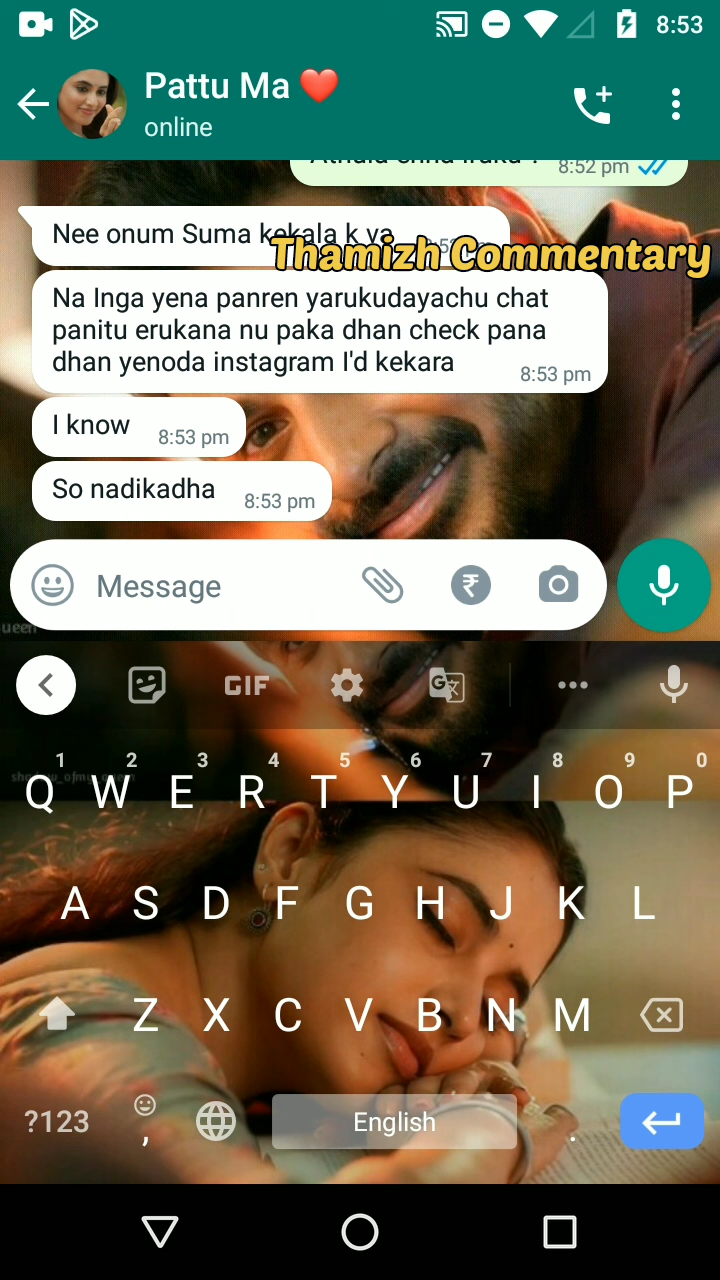 8:53
Pattu Ma ❤️
online
8:52 pm
Nee onum Suma kekala k va
Thamizh Commentary
Na Inga yena panren yarukudayachu chat
panitu erukana nu paka dhan check pana
dhan yenoda instagram I'd kekara
8:53 pm
I know
8:53 pm
So nadikadha
8:53 pm
Message
GIF
1 2 3 4 5 6 7 8 9 0
Q W E R T Y U I O P
A S D F G H J K L
Z X C V B N M
?123 , English .